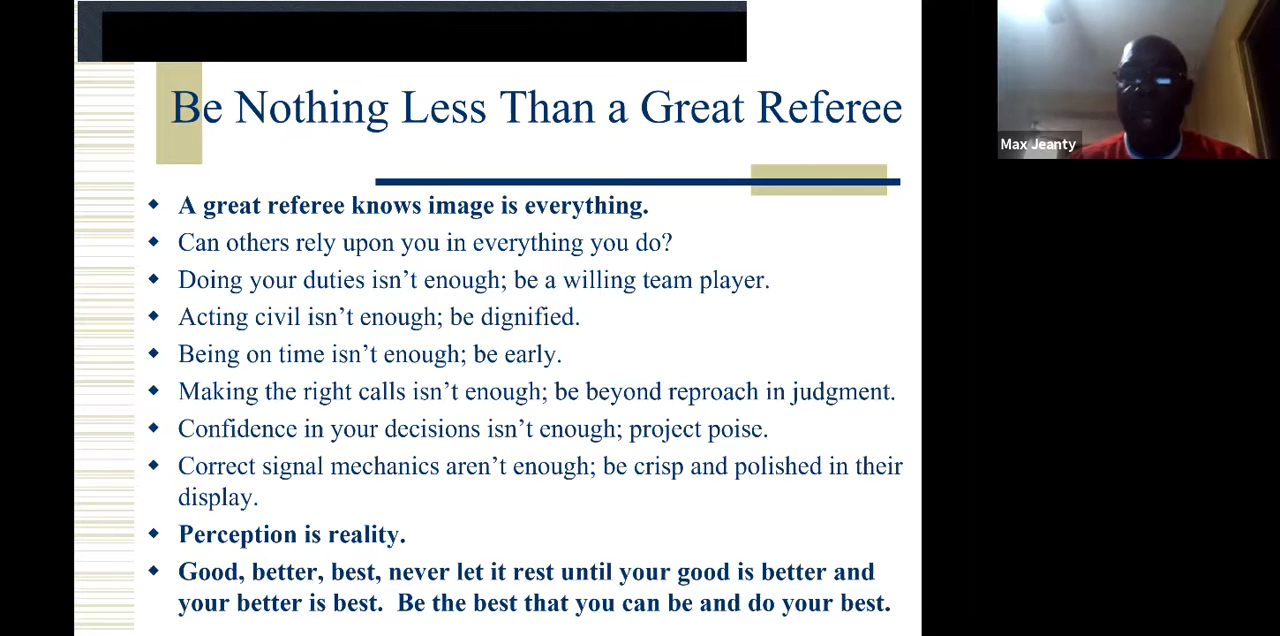 Be Nothing Less Than a Great Referee
A great referee knows image is everything.
Can others rely upon you in everything you do?
Doing your duties isn’t enough; be a willing team player.
Acting civil isn’t enough; be dignified.
Being on time isn’t enough; be early.
Making the right calls isn’t enough; be beyond reproach in judgment.
Confidence in your decisions isn’t enough; project poise.
Correct signal mechanics aren’t enough; be crisp and polished in their
display.
Perception is reality.
Good, better, best, never let it rest until your good is better and
your better is best.  Be the best that you can be and do your best.
Max Jeanty